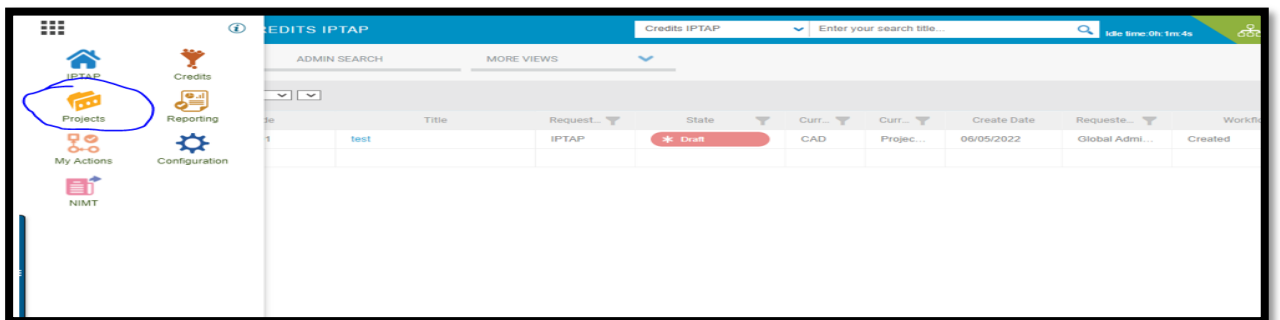 EDITS IPTAP
Credits IPTAP
Enter your search title...
Idle time:0h:1m:4s
IPTAP
Credits
ADMIN SEARCH
MORE VIEWS
Projects
Reporting
Title
Request...
State
Curr...
Curr...
Create Date
Requeste...
Workflo
1
test
IPTAP
Draft
CAD
Projec...
06/05/2022
Global Admi...
Created
My Actions
Configuration
NIMT